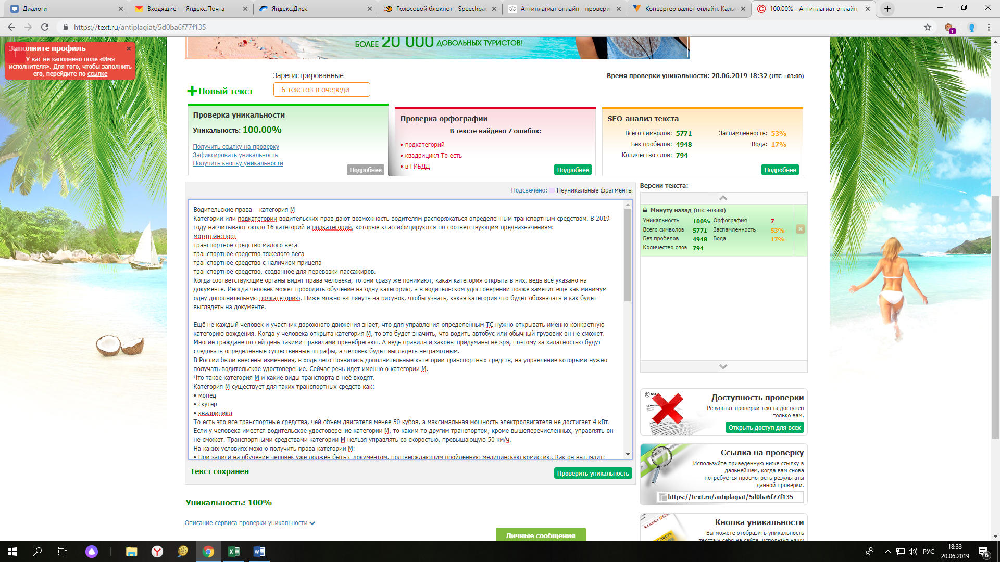 Диалоги
Входящие — Яндекс.Почта
Яндекс.Диск
Голосовой блокнот - Speechpad
Антиплагиат онлайн - проверит
Конвертер валют онлайн. Каль
100.00% - Антиплагиат онлайн,
https://text.ru/antiplagiat/5d0ba6f77f135
1
БОЛЕЕ 20 000 ДОВОЛЬНЫХ ТУРИСТОВ!
Заполните профиль
У вас не заполнено поле «Имя
исполнителя». Для того, чтобы заполнить
его, перейдите по ссылке
Зарегистрированные
Время проверки уникальности: 20.06.2019 18:32 (UTC +03:00)
Новый текст
6 текстов в очереди
Проверка уникальности
Уникальность: 100.00%
Получить ссылку на проверку
Зафиксировать уникальность
Получить кнопку уникальности
Подробнее
Проверка орфографии
В тексте найдено 7 ошибок:
• подкатегорий
• квадрицикл То есть
• в ГИБДД
Подробнее
SEO-анализ текста
Всего символов: 5771
Заспамленность: 53%
Без пробелов: 4948
Вода: 17%
Количество слов: 794
Подробнее
Подсвечено: Неуникальные фрагменты
Водительские права – категория М
Категории или подкатегории водительских прав дают возможность водителям распоряжаться определенным транспортным средством. В 2019
году насчитывают около 16 категорий и подкатегорий, которые классифицируются по соответствующим предназначениям:
мототранспорт
транспортное средство малого веса
транспортное средство тяжелого веса
транспортное средство с наличием прицепа
транспортное средство, созданное для перевозки пассажиров.
Когда соответствующие органы видят права человека, то они сразу же понимают, какая категория открыта в них, ведь всё указано на
документе. Иногда человек может проходить обучение на одну категорию, а в водительском удостоверении позже заметит ещё как минимум
одну дополнительную подкатегорию. Ниже можно взглянуть на рисунок, чтобы узнать, какая категория что будет обозначать и как будет
выглядеть на документе.
Ещё не каждый человек и участник дорожного движения знает, что для управления определенным ТС нужно открывать именно конкретную
категорию вождения. Когда у человека открыта категория М, то это будет значить, что водить автобус или обычный грузовик он не сможет.
Многие граждане по сей день такими правилами пренебрегают. А ведь правила и законы придуманы не зря, поэтому за халатностью будут
следовать определённые существенные штрафы, а человек будет выглядеть неграмотным.
В России были внесены изменения, в ходе чего появились дополнительные категории транспортных средств, на управление которыми нужно
получать водительское удостоверение. Сейчас речь идет именно о категории М.
Что такое категория М и какие виды транспорта в неё входят.
Категория М существует для таких транспортных средств как:
• мопед
• скутер
• квадрицикл
То есть это все транспортные средства, чей объем двигателя менее 50 кубов, а максимальная мощность электродвигателя не достигает 4 кВт.
Если у человека имеется водительское удостоверение категории М, то каким-то другим транспортом, кроме вышеперечисленных, управлять он
не сможет. Транспортными средствами категории М нельзя управлять со скоростью, превышающую 50 км/ч.
На каких условиях можно получить права категории М:
• При записи на обучение человек уже должен быть с документом, подтверждающим пройденную медицинскую комиссию. Как он выглядит:
Текст сохранен
Проверить уникальность
Уникальность: 100%
Описание сервиса проверки уникальности
Личные сообщения
Версии текста:
Минуту назад (UTC +03:00)
Уникальность 100% Орфография 7
Всего символов 5771 Заспамленность 53%
Без пробелов 4948 Вода 17%
Количество слов 794
Доступность проверки
Результат проверки текста доступен
только вам.
Открыть доступ для всех
Ссылка на проверку
Используйте приведенную ниже ссылку в
дальнейшем, когда вам снова
потребуется просмотреть результаты
данной проверки.
https://text.ru/antiplagiat/5d0ba6f77f135
Кнопка уникальности
Вы можете отобразить уникальность
текста у себя на сайте, используя нашу
РУС
18:33
20.06.2019
6